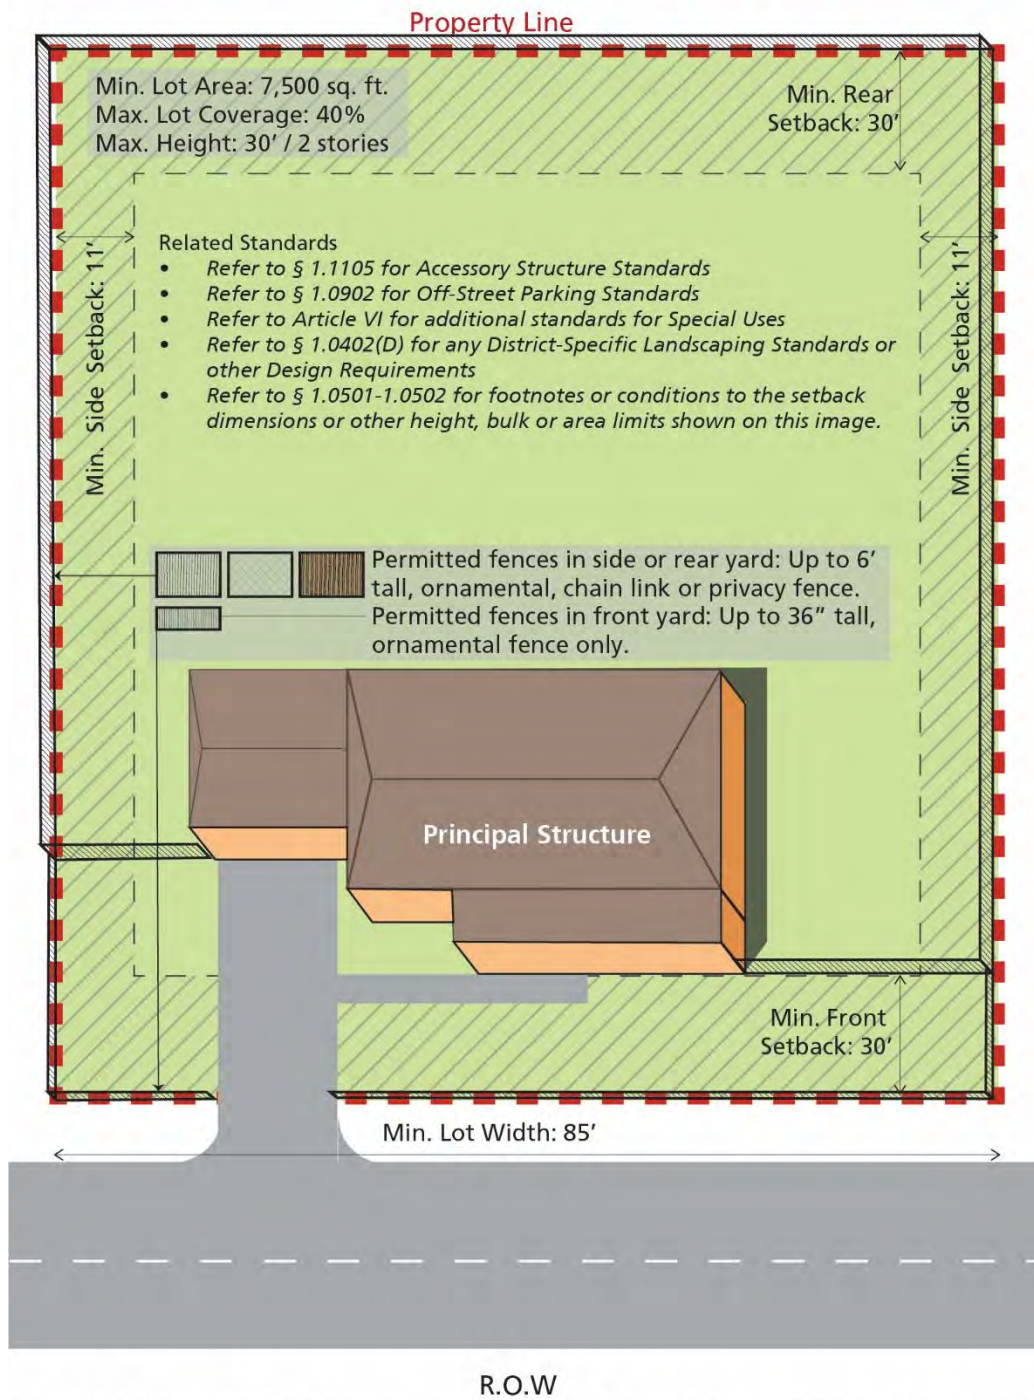 Property Line
Min. Lot Area: 7,500 sq. ft.
Max. Lot Coverage: 40%
Max. Height: 30’ / 2 stories
Min. Rear
Setback: 30’
Min. Side Setback: 11’
Related Standards
• Refer to § 1.1105 for Accessory Structure Standards
• Refer to § 1.0902 for Off-Street Parking Standards
• Refer to Article VI for additional standards for Special Uses
• Refer to § 1.0402(D) for any District-Specific Landscaping Standards or
other Design Requirements
• Refer to § 1.0501-1.0502 for footnotes or conditions to the setback
dimensions or other height, bulk or area limits shown on this image.
Min. Side Setback: 11’
Permitted fences in side or rear yard: Up to 6’
tall, ornamental, chain link or privacy fence.
Permitted fences in front yard: Up to 36” tall,
ornamental fence only.
Principal Structure
Min. Front
Setback: 30’
Min. Lot Width: 85’
R.O.W